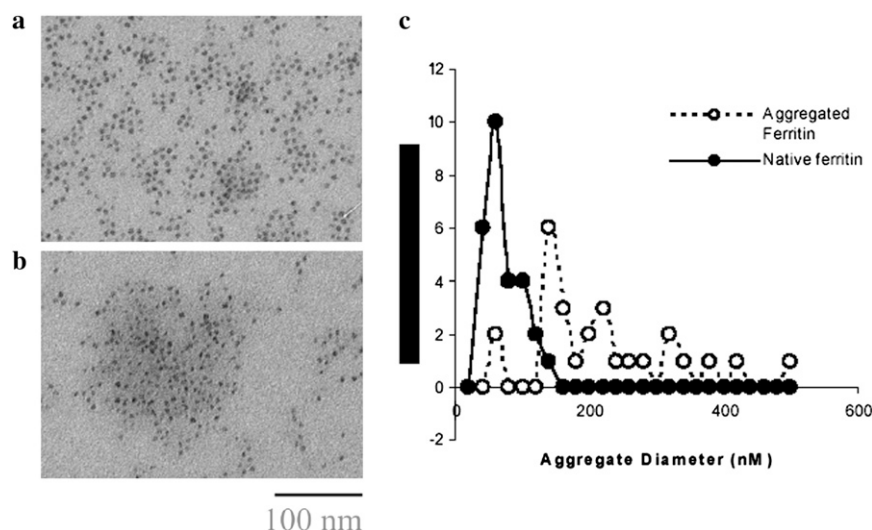 a
b
100 nm
c
12
10
8
6
4
2
0
-2
0
200
400
600
Aggregate Diameter (nM)
Aggregated
Ferritin
Native ferritin